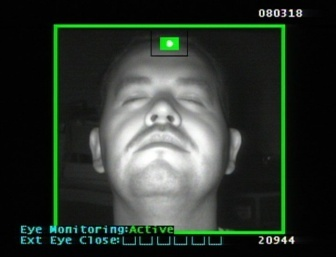 080318
Eye Monitoring:Active
Ext Eye Close:
20944